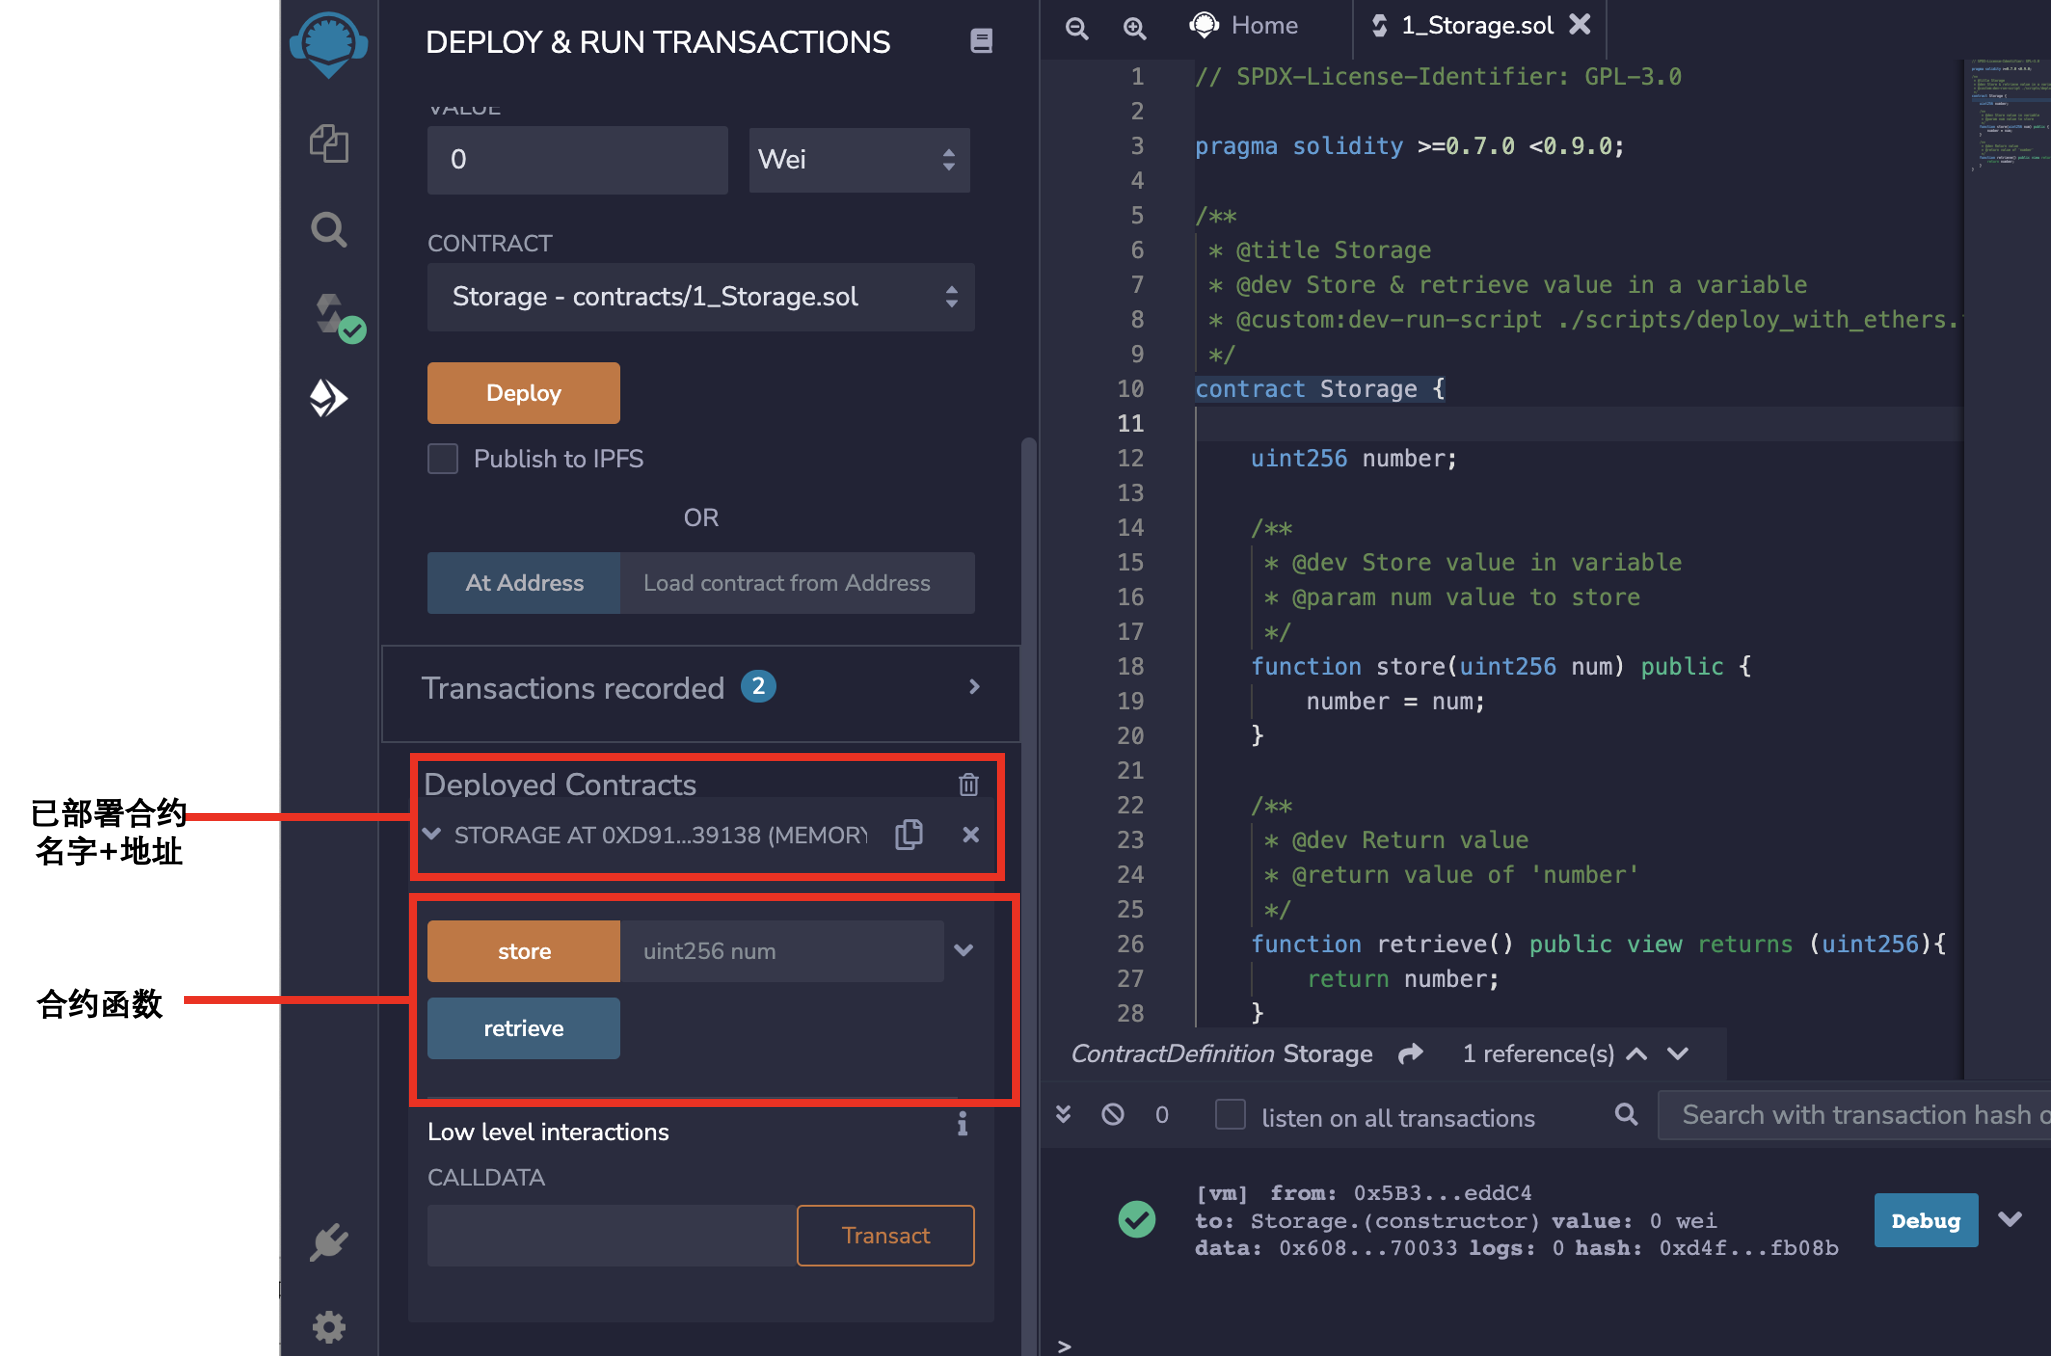 DEPLOY & RUN TRANSACTIONS
VALUE
0
Wei
CONTRACT
Storage - contracts/1_Storage.sol
Deploy
Publish to IPFS
OR
At Address
Load contract from Address
Transactions recorded 2
Deployed Contracts
STORAGE AT 0XD91...39138 (MEMORY
已部署合约
名字+地址
store
uint256 num
合约函数
retrieve
Low level interactions
i
CALLDATA
Transact
Home
1_Storage.sol
1 // SPDX-License-Identifier: GPL-3.0
2
3 pragma solidity >=0.7.0 <0.9.0;
4
5 /**
6 * @title Storage
7 * @dev Store & retrieve value in a variable
8 * @custom:dev-run-script ./scripts/deploy_with_ethers.
9 */
10 contract Storage {
11
12 uint256 number;
13
14 /**
15 * @dev Store value in variable
16 * @param num value to store
17 */
18 function store(uint256 num) public {
19 number = num;
20 }
21
22 /**
23 * @dev Return value
24 * @return value of 'number'
25 */
26 function retrieve() public view returns (uint256){
27 return number;
28 }
ContractDefinition Storage 1 reference(s)
0 listen on all transactions
Search with transaction hash o
[vm] from: 0x5B3...eddC4
to: Storage.(constructor) value: 0 wei
data: 0x608...70033 logs: 0 hash: 0xd4f...fb08b
Debug
>